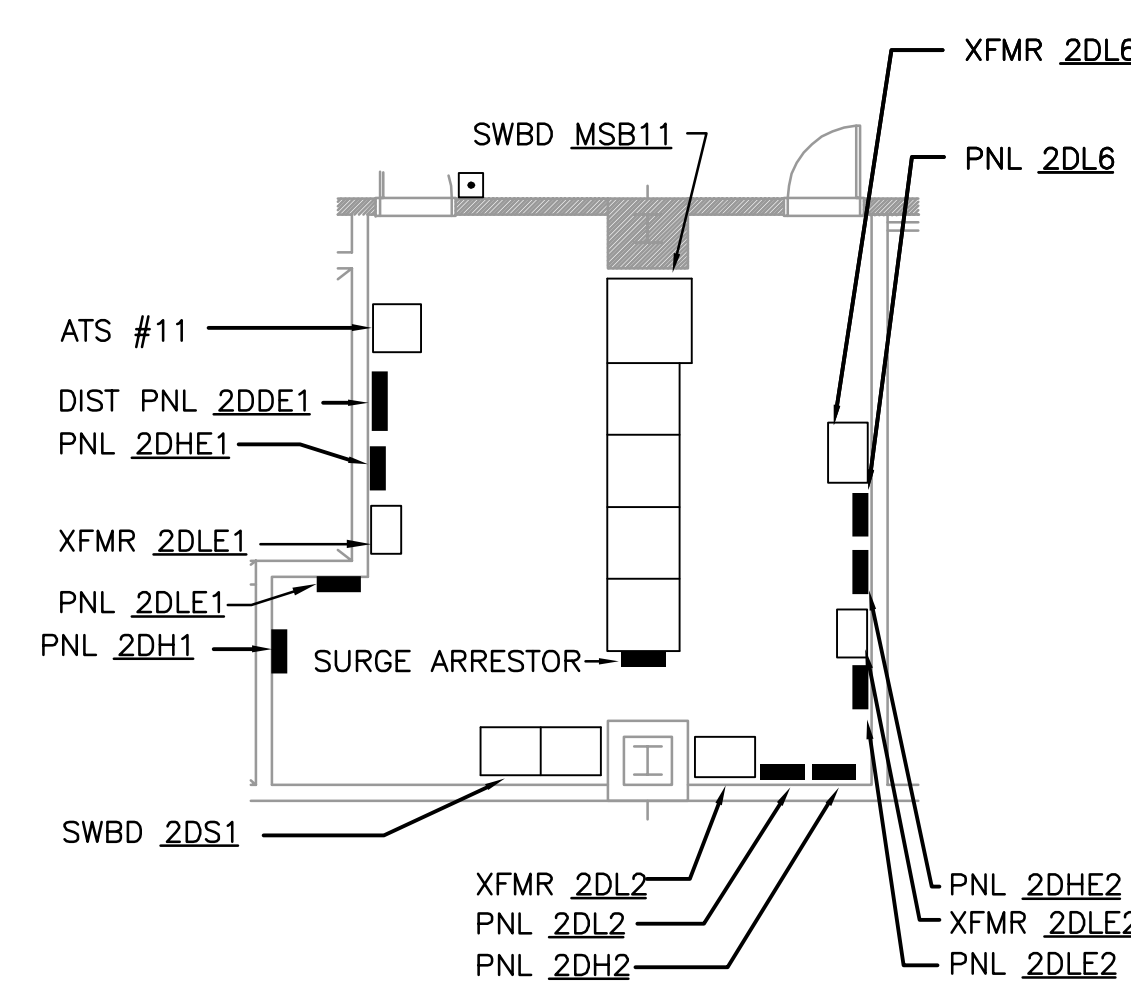 XFMR 2DL6
SWBD MSB11
PNL 2DL6
ATS #11
DIST PNL 2DDE1
PNL 2DHE1
XFMR 2DLE1
PNL 2DLE1
PNL 2DH1
SURGE ARRESTOR
SWBD 2DS1
XFMR 2DL2
PNL 2DL2
PNL 2DH2
PNL 2DHE2
XFMR 2DLE2
PNL 2DLE2